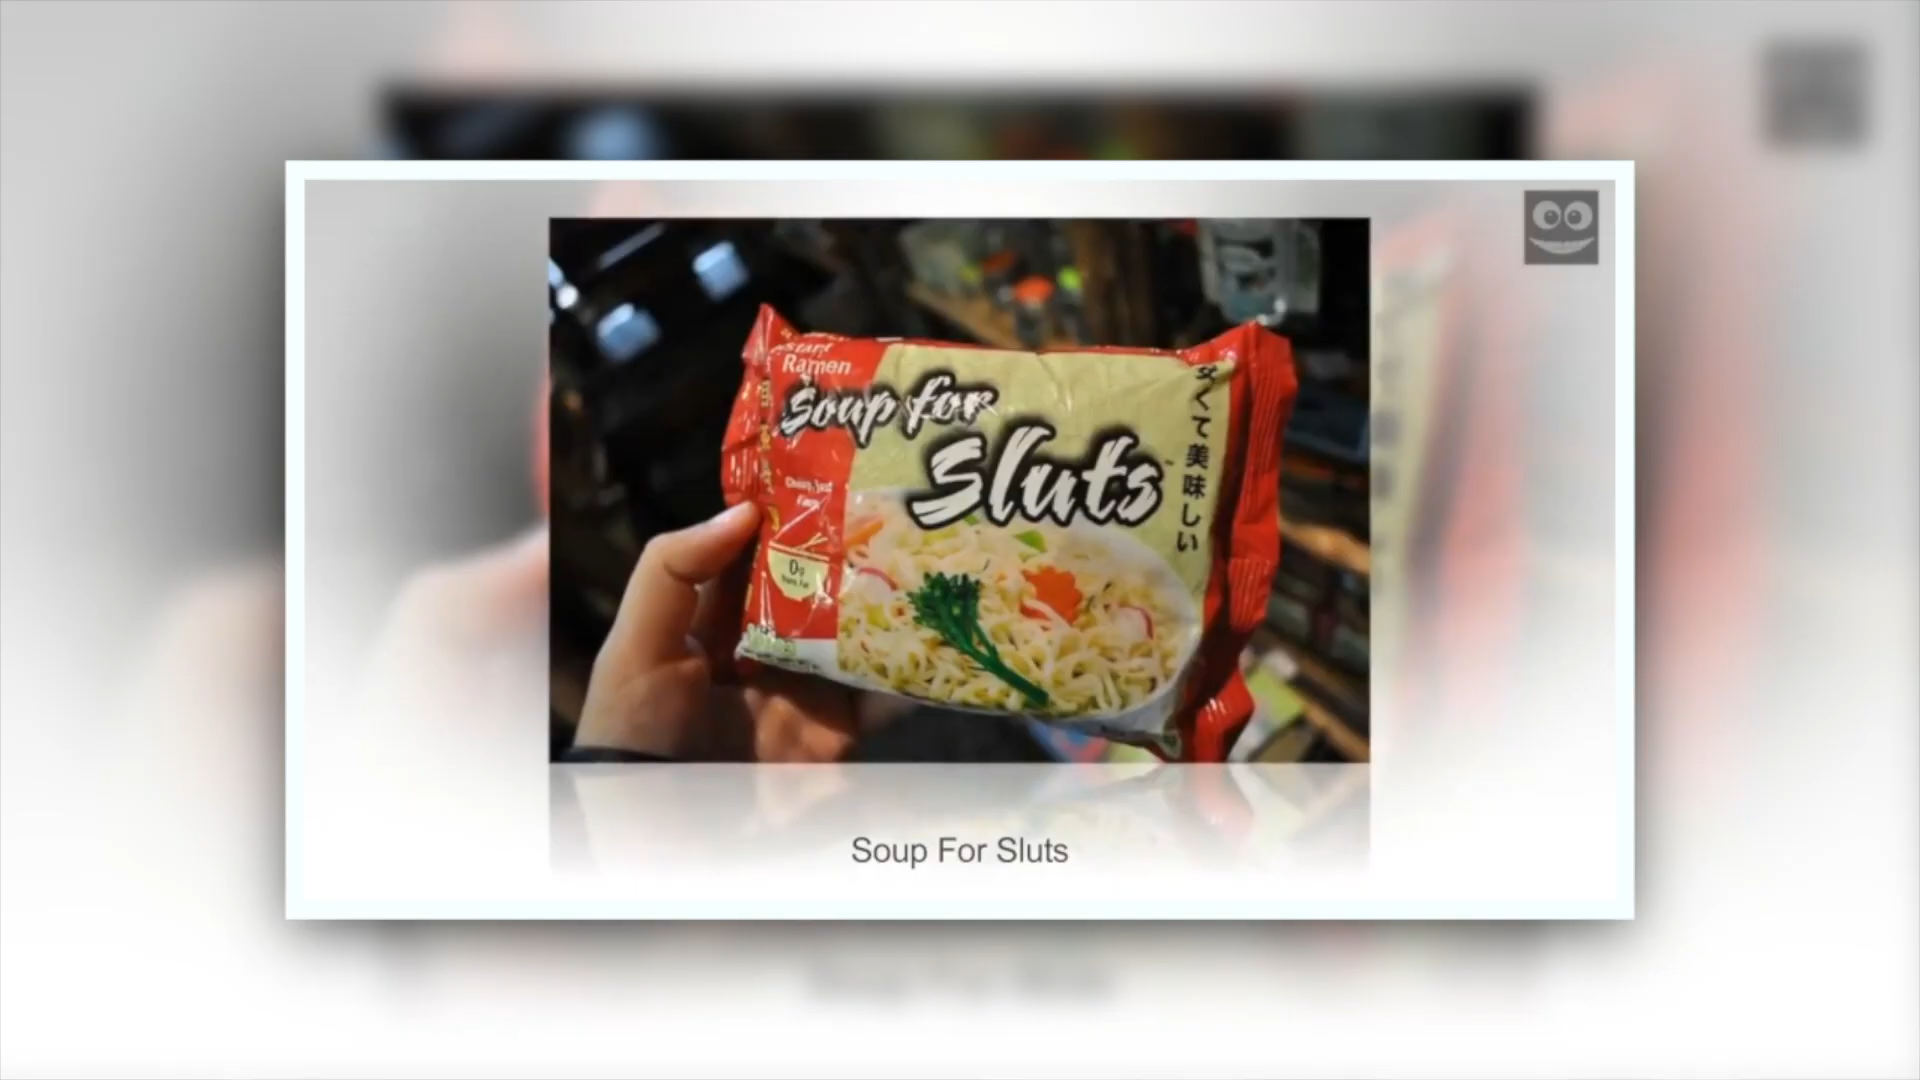 Ramen
Soup for
Sluts
くて美味しい
0g
Soup For Sluts